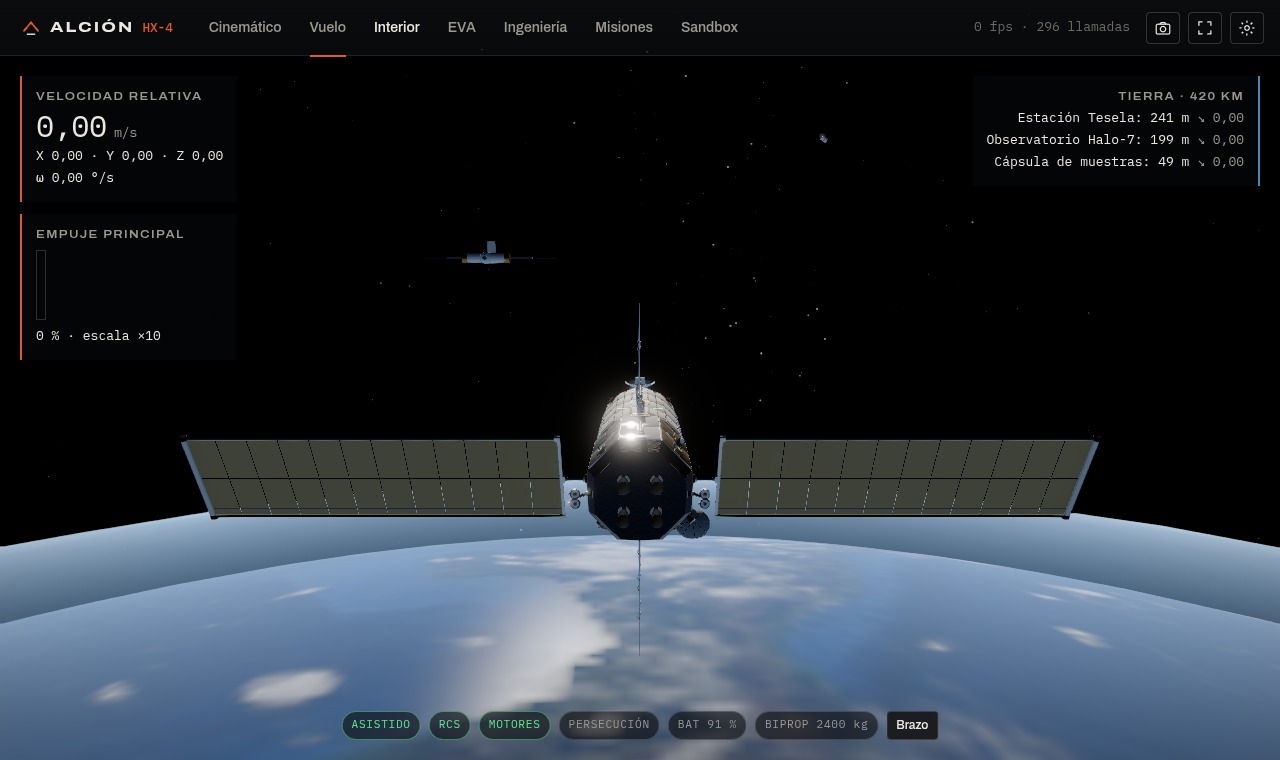 ALCIÓN HX-4
Cinemático Vuelo Interior EVA Ingeniería Misiones Sandbox
0 fps · 296 llamadas
VELOCIDAD RELATIVA
0,00 m/s
X 0,00 · Y 0,00 · Z 0,00
ω 0,00 °/s
EMPUJE PRINCIPAL
0 % · escala ×10
TIERRA · 420 KM
Estación Tesela: 241 m ↘ 0,00
Observatorio Halo-7: 199 m ↘ 0,00
Cápsula de muestras: 49 m ↘ 0,00
ASISTIDO RCS MOTORES PERSECUCIÓN BAT 91 % BIPROP 2400 kg Brazo